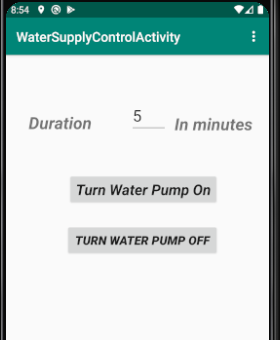 8:54
WaterSupplyControlActivity
Duration 5 In minutes
Turn Water Pump On
TURN WATER PUMP OFF